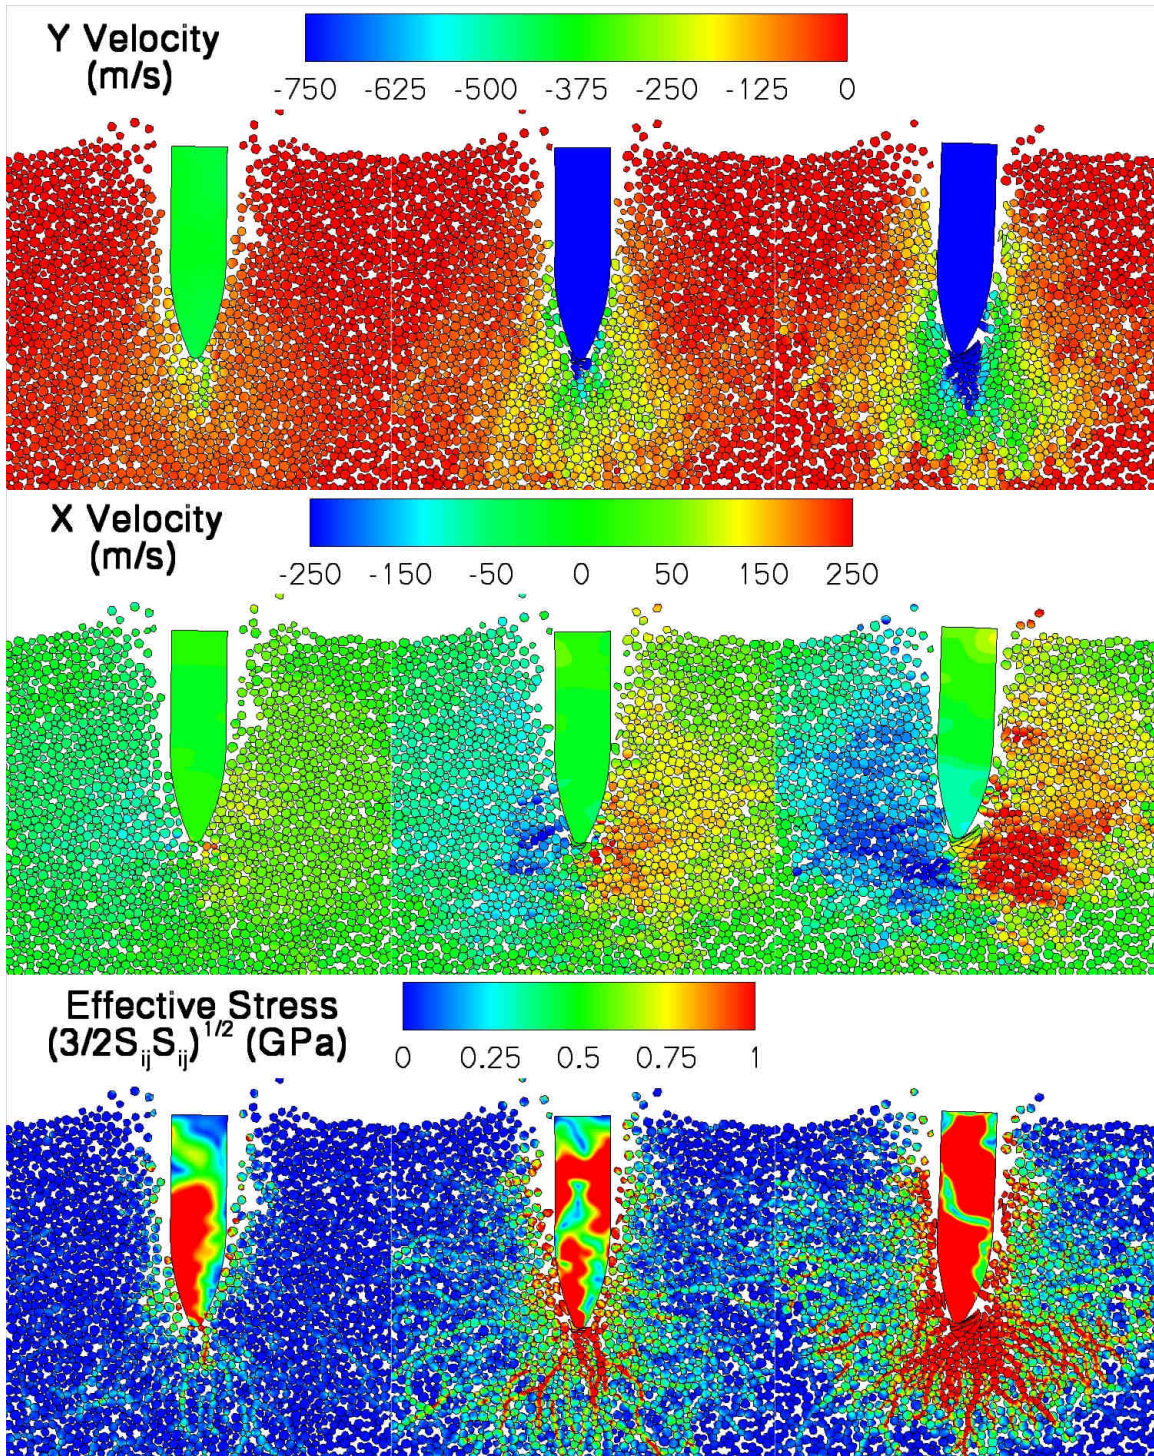 Y Velocity
(m/s)
-750 -625 -500 -375 -250 -125 0
X Velocity
(m/s)
-250 -150 -50 0 50 150 250
Effective Stress
(3/2S_ijS_ij)^1/2 (GPa)
0 0.25 0.5 0.75 1